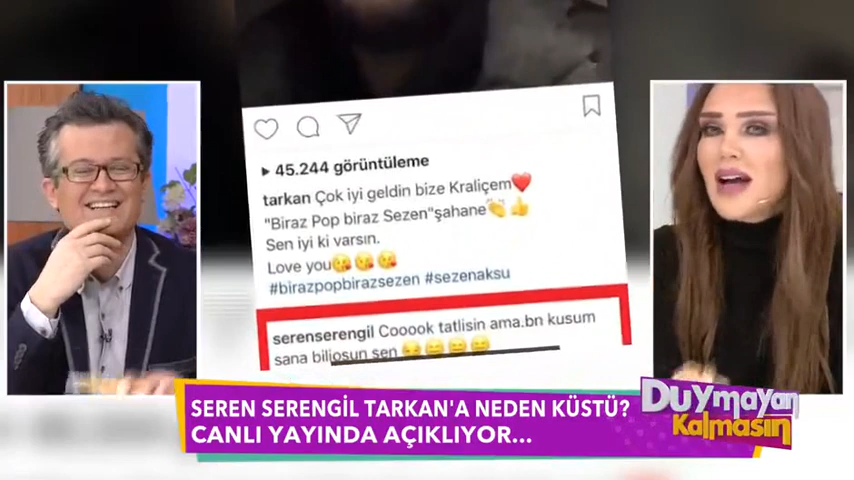 45.244 görüntüleme
tarkan Çok iyi geldin bize Kraliçem❤️
"Biraz Pop biraz Sezen"şahane👏👍
Sen iyi ki varsın.
Love you😘😘😘
#birazpopbirazsezen #sezenaksu
serenserengil Cooook tatlisin ama.bn kusum
sana biliosun sen 😏😄😄😄
SEREN SERENGİL TARKAN'A NEDEN KÜSTÜ?
CANLI YAYINDA AÇIKLIYOR...
Duymayan
Kalmasın